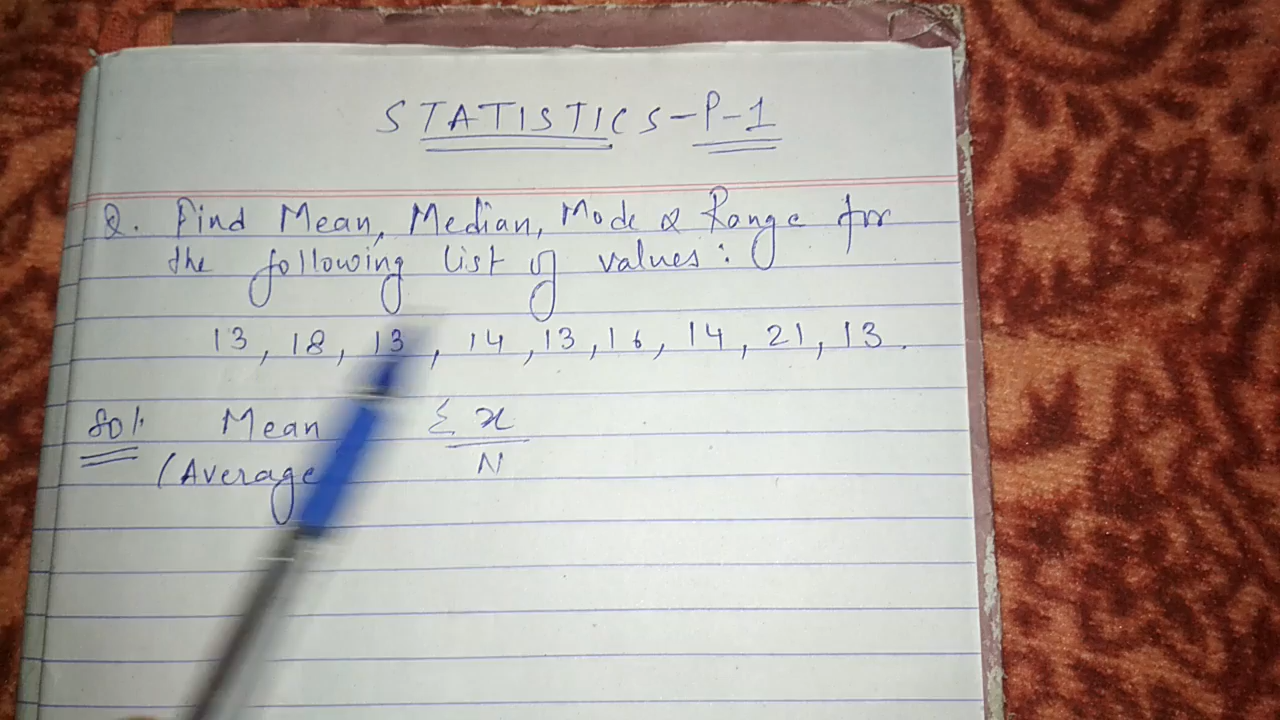 STATISTICS-P-1
Q. Find Mean, Median, Mode & Range for
the following list of values:
13, 18, 13, 14, 13, 16, 14, 21, 13.
Sol. Mean Σx
(Average N